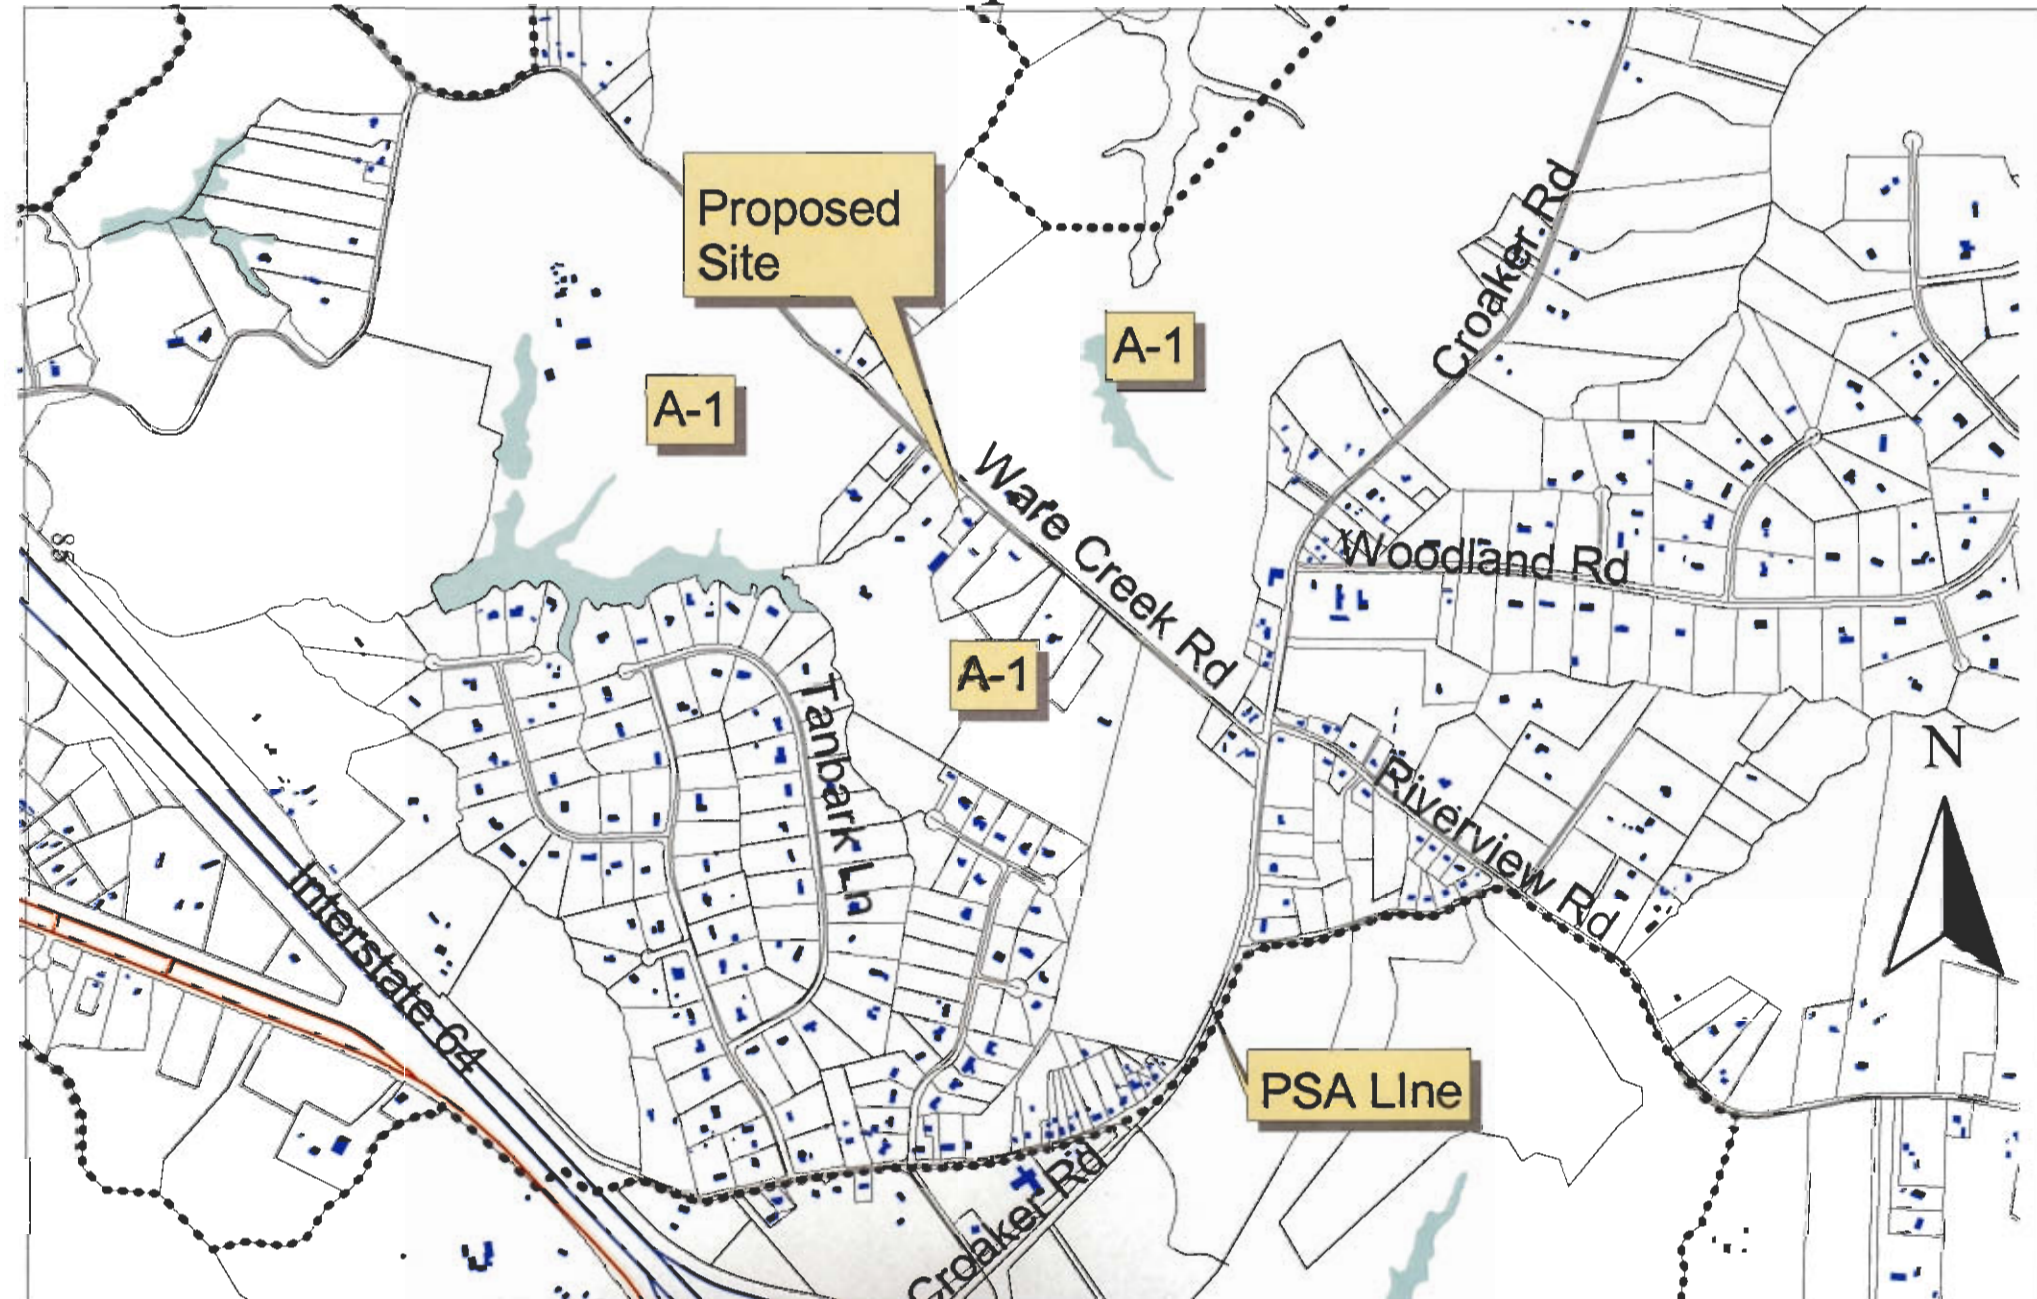 Proposed
Site
A-1
A-1
Croaker Rd
Ware Creek Rd
Woodland Rd
85
A-1
Tanbark Ln
Riverview Rd
N
Interstate 64
PSA LIne
Croaker Rd